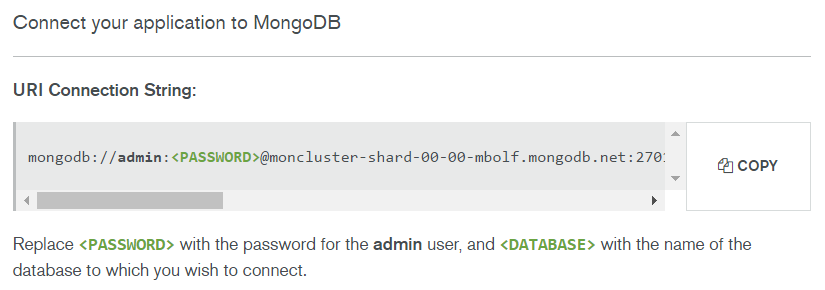 Connect your application to MongoDB
URI Connection String:
mongodb://admin:<PASSWORD>@moncluster-shard-00-00-mbolf.mongodb.net:2701
COPY
Replace <PASSWORD> with the password for the admin user, and <DATABASE> with the name of the
database to which you wish to connect.